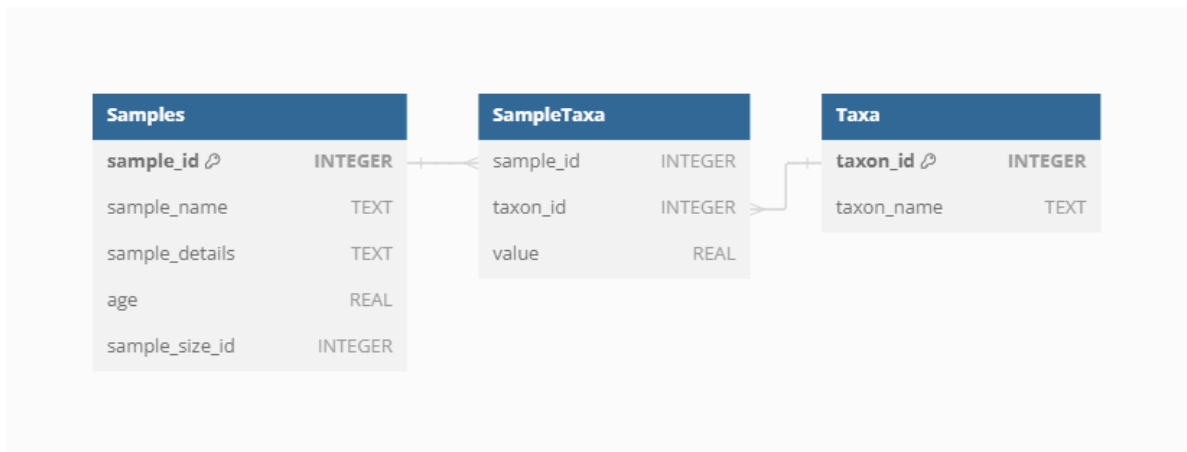 Samples
sample_id INTEGER
sample_name TEXT
sample_details TEXT
age REAL
sample_size_id INTEGER
SampleTaxa
sample_id INTEGER
taxon_id INTEGER
value REAL
Taxa
taxon_id INTEGER
taxon_name TEXT